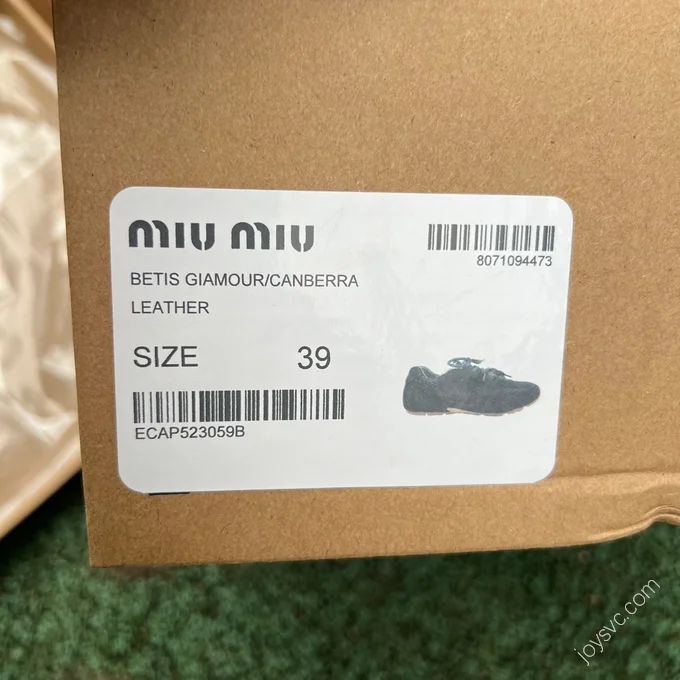 miu miu
8071094473
BETIS GIAMOUR/CANBERRA
LEATHER
SIZE 39
ECAP523059B
joysvc.com